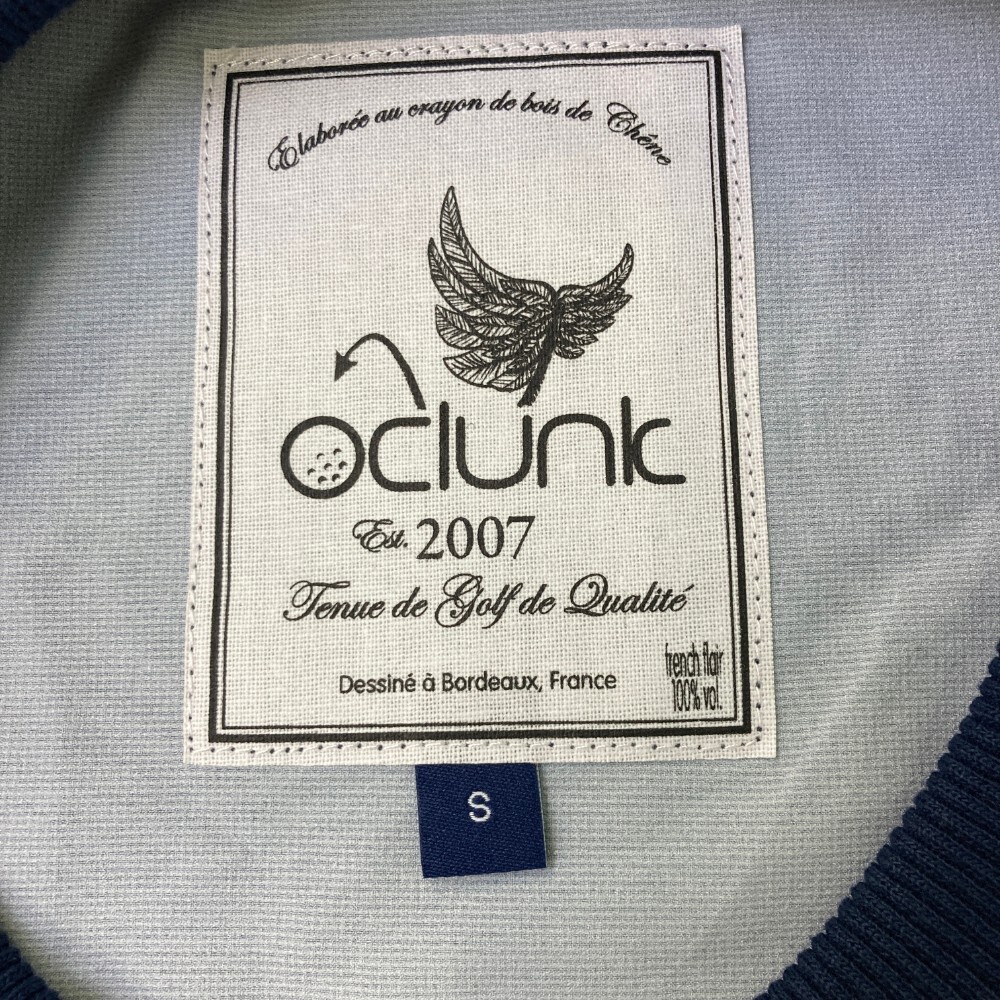 Élaborée au crayon de bois de Chêne
oclunk
Est. 2007
Tenue de Golf de Qualité
Dessiné à Bordeaux, France
french flair
100% vol.
S